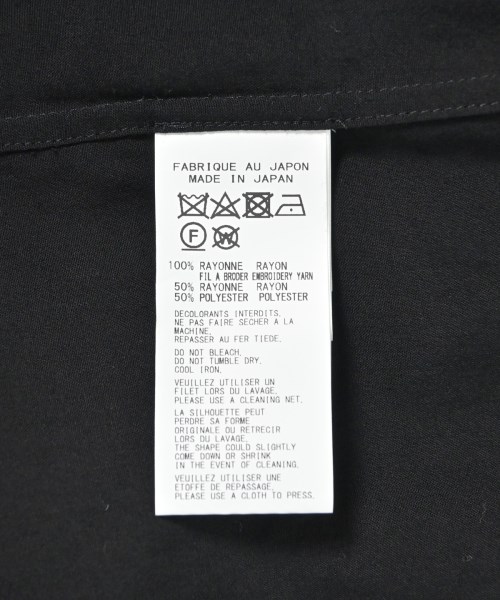 FABRIQUE AU JAPON
MADE IN JAPAN
F
W
100% RAYONNE RAYON
FIL A BRODER EMBROIDERY YARN
50% RAYONNE RAYON
50% POLYESTER POLYESTER
DECOLORANTS INTERDITS.
NE PAS FAIRE SECHER A LA
MACHINE.
REPASSER AU FER TIEDE.
DO NOT BLEACH.
DO NOT TUMBLE DRY.
COOL IRON.
VEUILLEZ UTILISER UN
FILET LORS DU LAVAGE.
PLEASE USE A CLEANING NET.
LA SILHOUETTE PEUT
PERDRE SA FORME
ORIGINALE OU RETRECIR
LORS DU LAVAGE.
THE SHAPE COULD SLIGHTLY
COME DOWN OR SHRINK
IN THE EVENT OF CLEANING.
VEUILLEZ UTILISER UNE
ETOFFE DE REPASSAGE.
PLEASE USE A CLOTH TO PRESS.